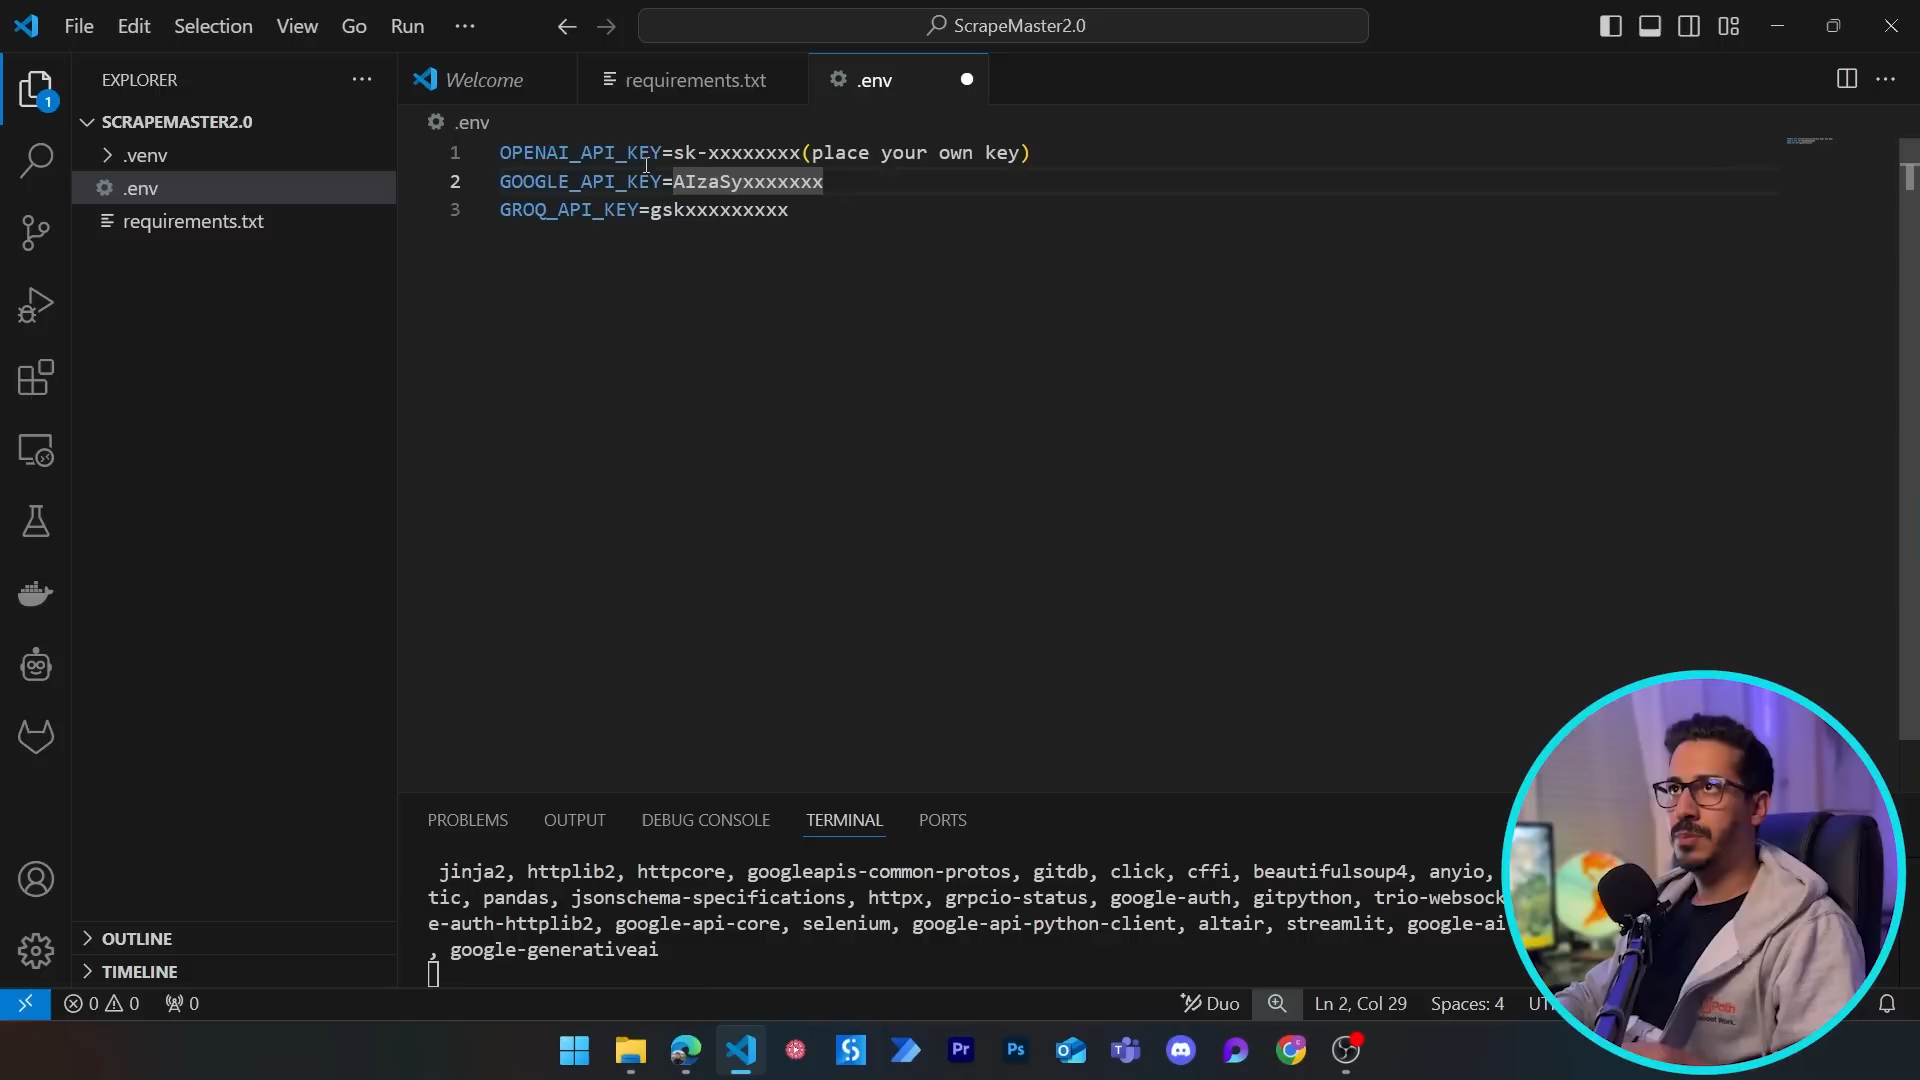 File Edit Selection View Go Run ScrapeMaster2.0
EXPLORER
Welcome requirements.txt .env
1
SCRAPEMASTER2.0
.env
.venv
.env
requirements.txt
1 OPENAI_API_KEY=sk-xxxxxxxx(place your own key)
2 GOOGLE_API_KEY=AIzaSyxxxxxxx
3 GROQ_API_KEY=gskxxxxxxxxx
PROBLEMS OUTPUT DEBUG CONSOLE TERMINAL PORTS
jinja2, httplib2, httpcore, googleapis-common-protos, gitdb, click, cffi, beautifulsoup4, anyio,
tic, pandas, jsonschema-specifications, httpx, grpcio-status, google-auth, gitpython, trio-websock
e-auth-httplib2, google-api-core, selenium, google-api-python-client, altair, streamlit, google-ai
, google-generativeai
OUTLINE
TIMELINE
0 0 0 Duo Ln 2, Col 29 Spaces: 4
Pr Ps